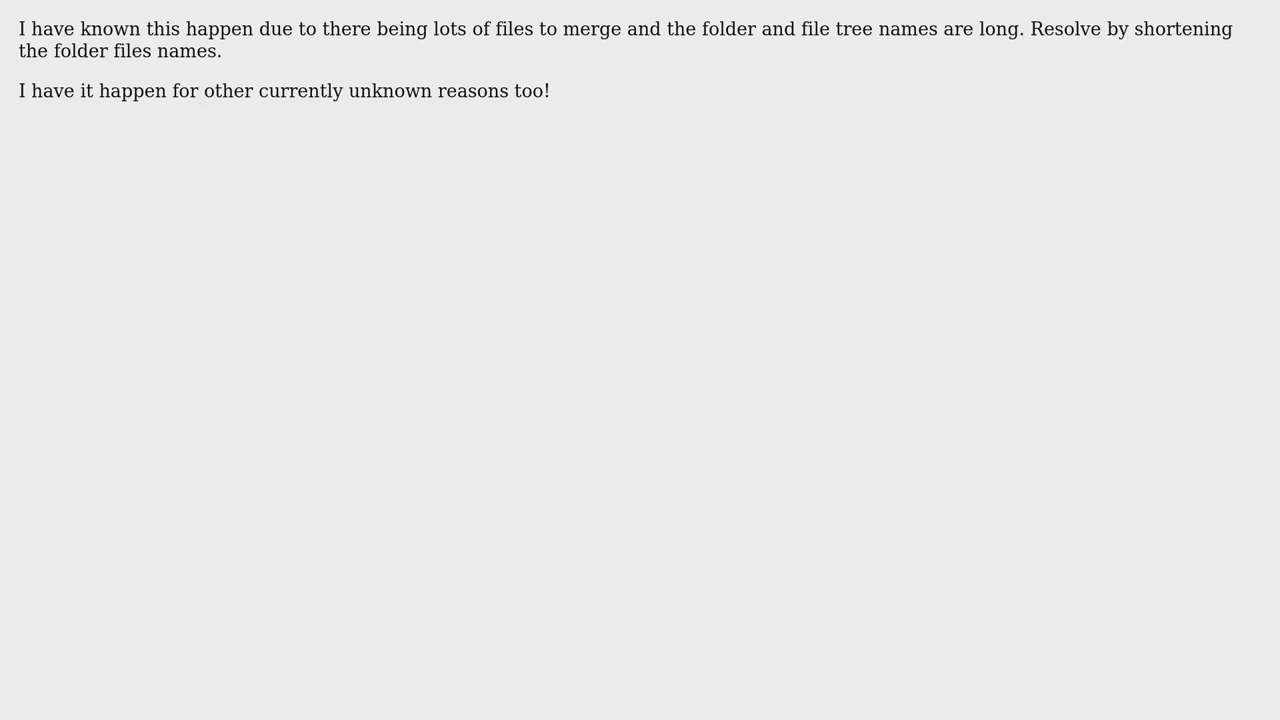 I have known this happen due to there being lots of files to merge and the folder and file tree names are long. Resolve by shortening
the folder files names.
I have it happen for other currently unknown reasons too!